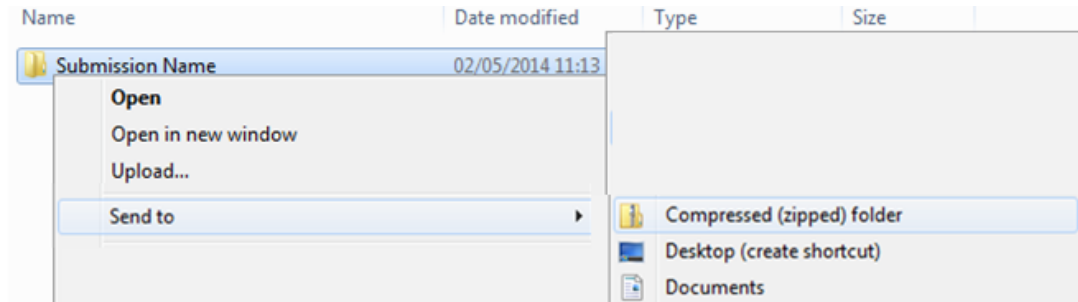 Name Date modified Type Size
Submission Name 02/05/2014 11:13
Open
Open in new window
Upload...
Send to
Compressed (zipped) folder
Desktop (create shortcut)
Documents